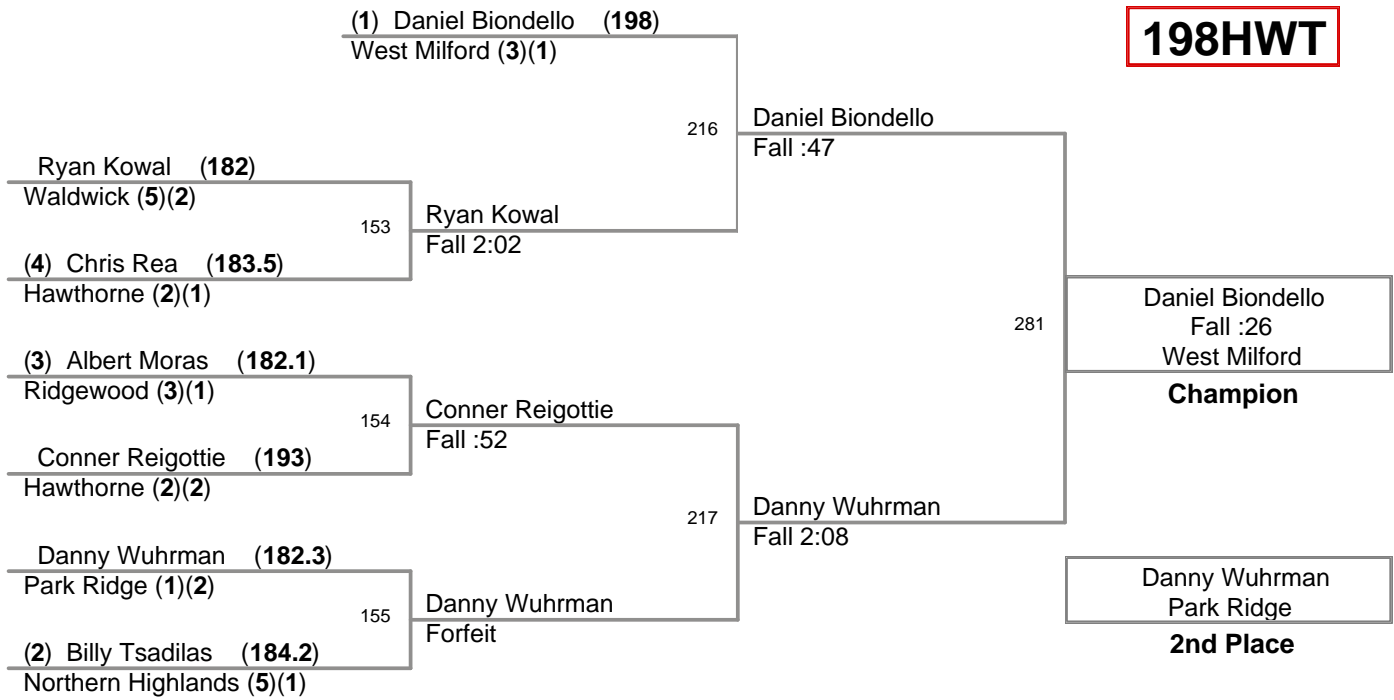 (1) Daniel Biondello (198)
West Milford (3)(1)
198HWT
216
Daniel Biondello
Fall :47
Ryan Kowal (182)
Waldwick (5)(2)
153
Ryan Kowal
Fall 2:02
(4) Chris Rea (183.5)
Hawthorne (2)(1)
281
Daniel Biondello
Fall :26
West Milford
Champion
(3) Albert Moras (182.1)
Ridgewood (3)(1)
154
Conner Reigottie
Fall :52
Conner Reigottie (193)
Hawthorne (2)(2)
217
Danny Wuhrman
Fall 2:08
Danny Wuhrman (182.3)
Park Ridge (1)(2)
155
Danny Wuhrman
Forfeit
(2) Billy Tsadilas (184.2)
Northern Highlands (5)(1)
Danny Wuhrman
Park Ridge
2nd Place